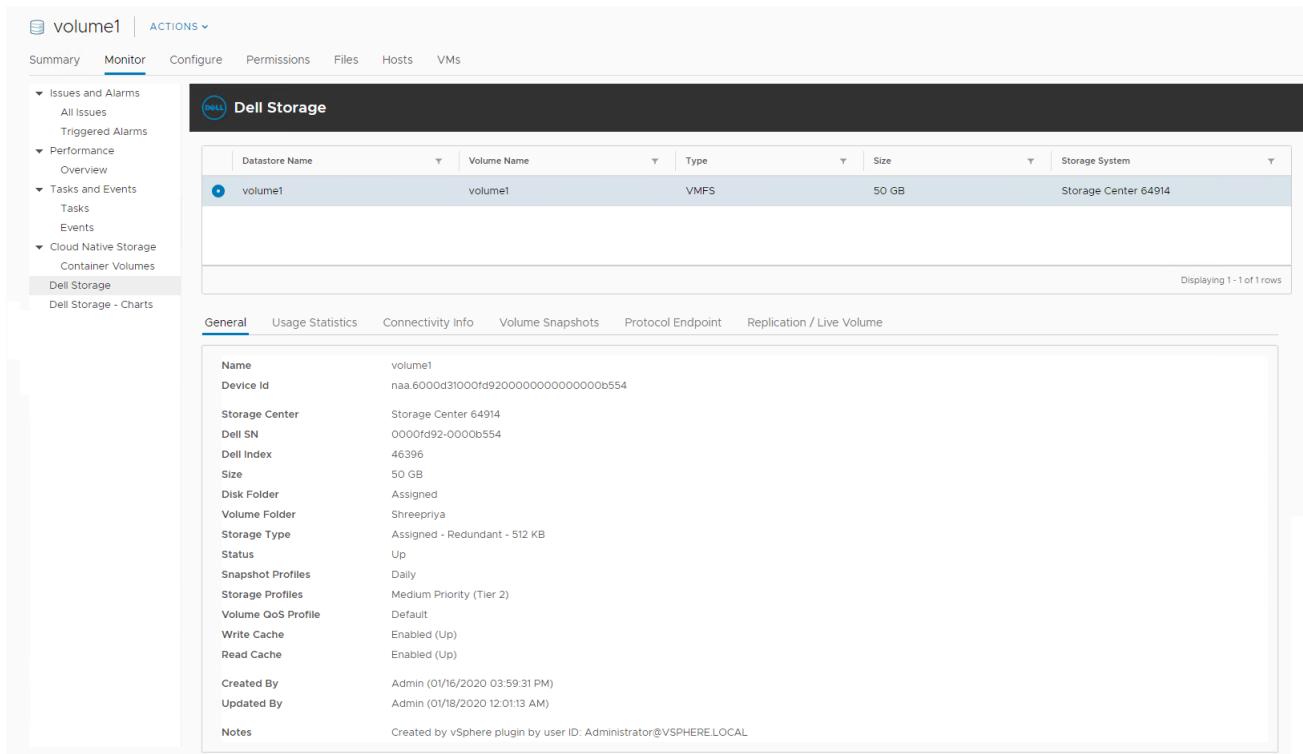 volume1 ACTIONS
Summary Monitor Configure Permissions Files Hosts VMs
Issues and Alarms
All Issues
Triggered Alarms
Performance
Overview
Tasks and Events
Tasks
Events
Cloud Native Storage
Container Volumes
Dell Storage
Dell Storage - Charts
DELL Dell Storage
Datastore Name Volume Name Type Size Storage System
volume1 volume1 VMFS 50 GB Storage Center 64914
Displaying 1 - 1 of 1 rows
General Usage Statistics Connectivity Info Volume Snapshots Protocol Endpoint Replication / Live Volume
Name volume1
Device Id naa.6000d31000fd9200000000000000b554
Storage Center Storage Center 64914
Dell SN 0000fd92-0000b554
Dell Index 46396
Size 50 GB
Disk Folder Assigned
Volume Folder Shreepriya
Storage Type Assigned - Redundant - 512 KB
Status Up
Snapshot Profiles Daily
Storage Profiles Medium Priority (Tier 2)
Volume QoS Profile Default
Write Cache Enabled (Up)
Read Cache Enabled (Up)
Created By Admin (01/16/2020 03:59:31 PM)
Updated By Admin (01/18/2020 12:01:13 AM)
Notes Created by vSphere plugin by user ID: Administrator@VSPHERE.LOCAL